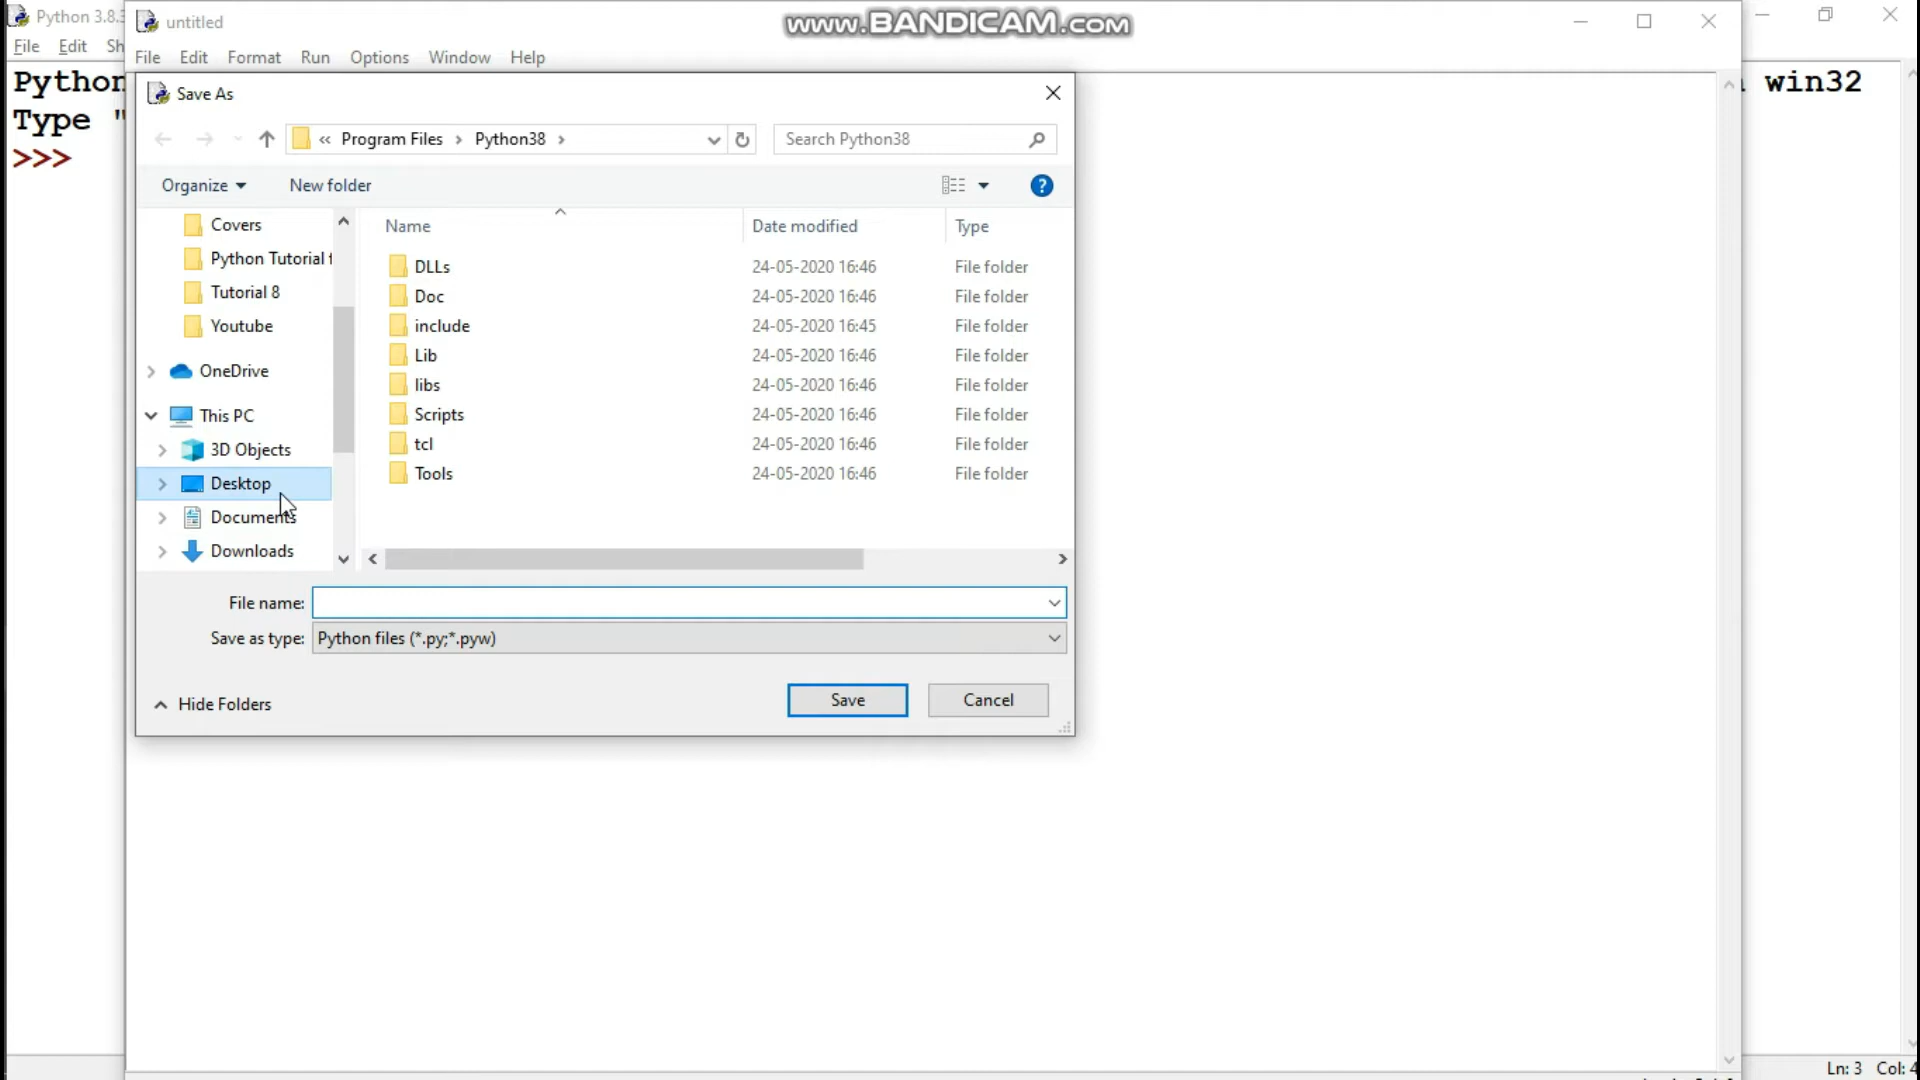 Python 3.8.3
untitled
www.BANDICAM.com
File Edit Sh
File Edit Format Run Options Window Help
Python
win32
Type "
>>>
Save As
« Program Files › Python38 ›
Search Python38
Organize
New folder
Covers
Python Tutorial f
Tutorial 8
Youtube
OneDrive
This PC
3D Objects
Desktop
Documents
Downloads
Name Date modified Type
DLLs 24-05-2020 16:46 File folder
Doc 24-05-2020 16:46 File folder
include 24-05-2020 16:45 File folder
Lib 24-05-2020 16:46 File folder
libs 24-05-2020 16:46 File folder
Scripts 24-05-2020 16:46 File folder
tcl 24-05-2020 16:46 File folder
Tools 24-05-2020 16:46 File folder
File name:
Save as type: Python files (*.py;*.pyw)
Hide Folders
Save
Cancel
Ln: 3 Col: 4